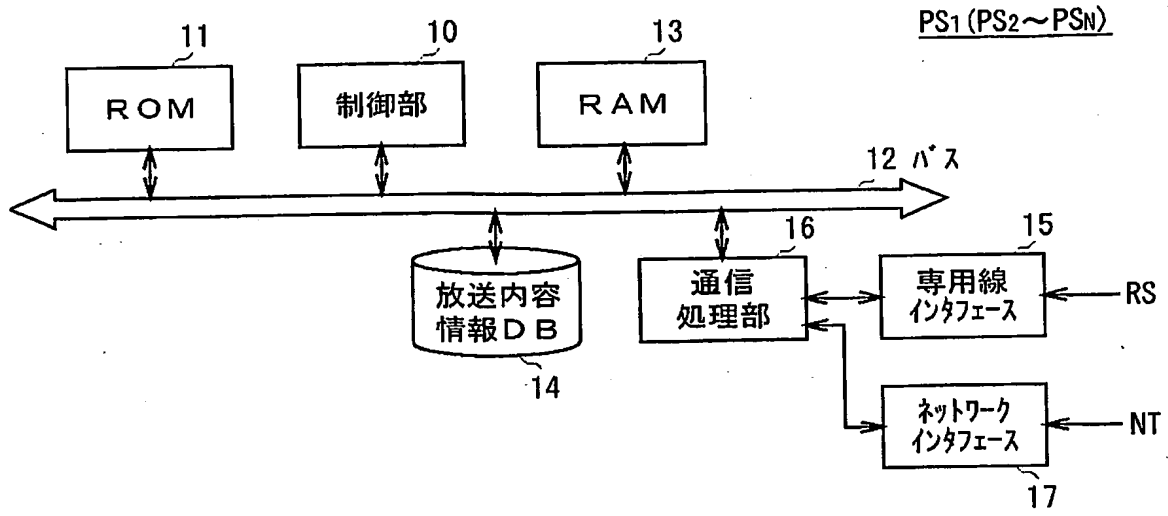 PS1(PS2～PSN)
11
10
13
ROM
制御部
RAM
12 バス
16
15
放送内容
情報DB
14
通信
処理部
専用線
インタフェース
RS
ネットワーク
インタフェース
NT
17